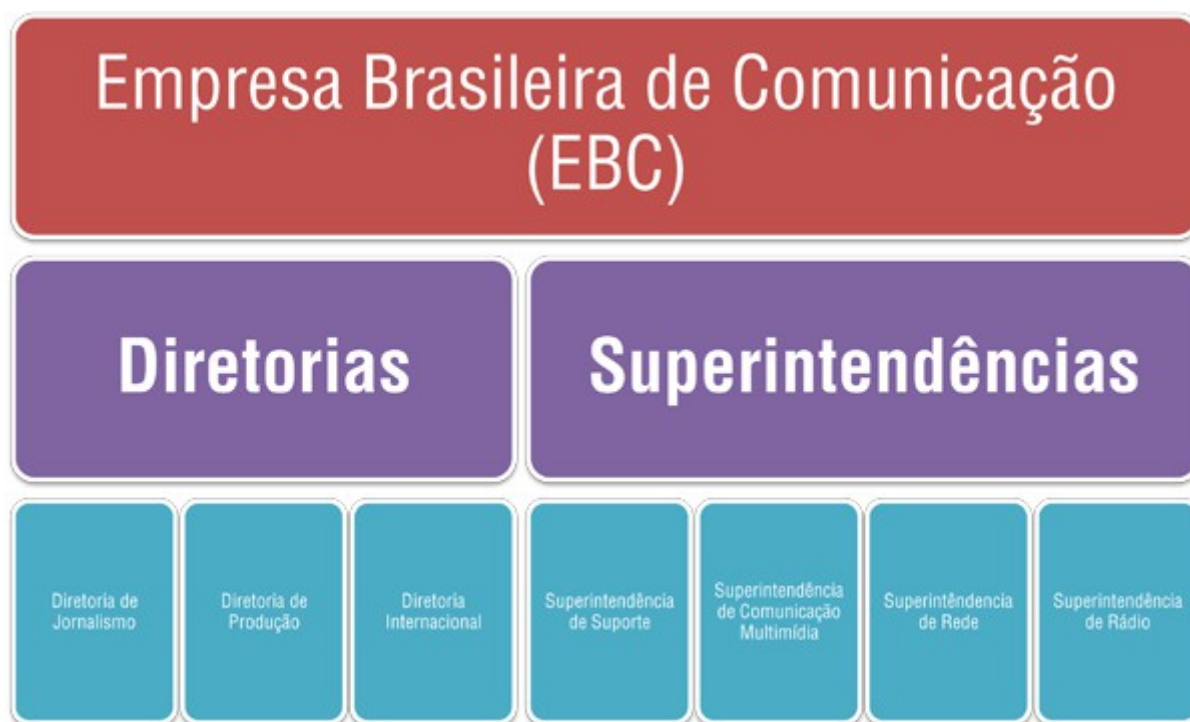 Empresa Brasileira de Comunicação
(EBC)
Diretorias
Superintendências
Diretoria de
Jornalismo
Diretoria de
Produção
Diretoria
Internacional
Superintendência
de Suporte
Superintendência
de Comunicação
Multimídia
Superintêndencia
de Rede
Superintendência
de Rádio